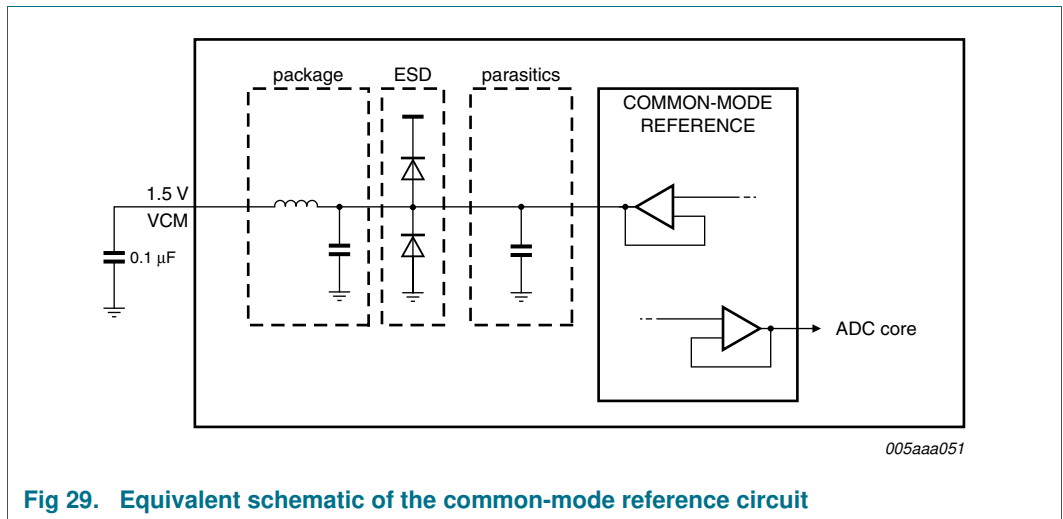 package
ESD
parasitics
COMMON-MODE
REFERENCE
1.5 V
VCM
0.1 μF
ADC core
005aaa051
Fig 29. Equivalent schematic of the common-mode reference circuit